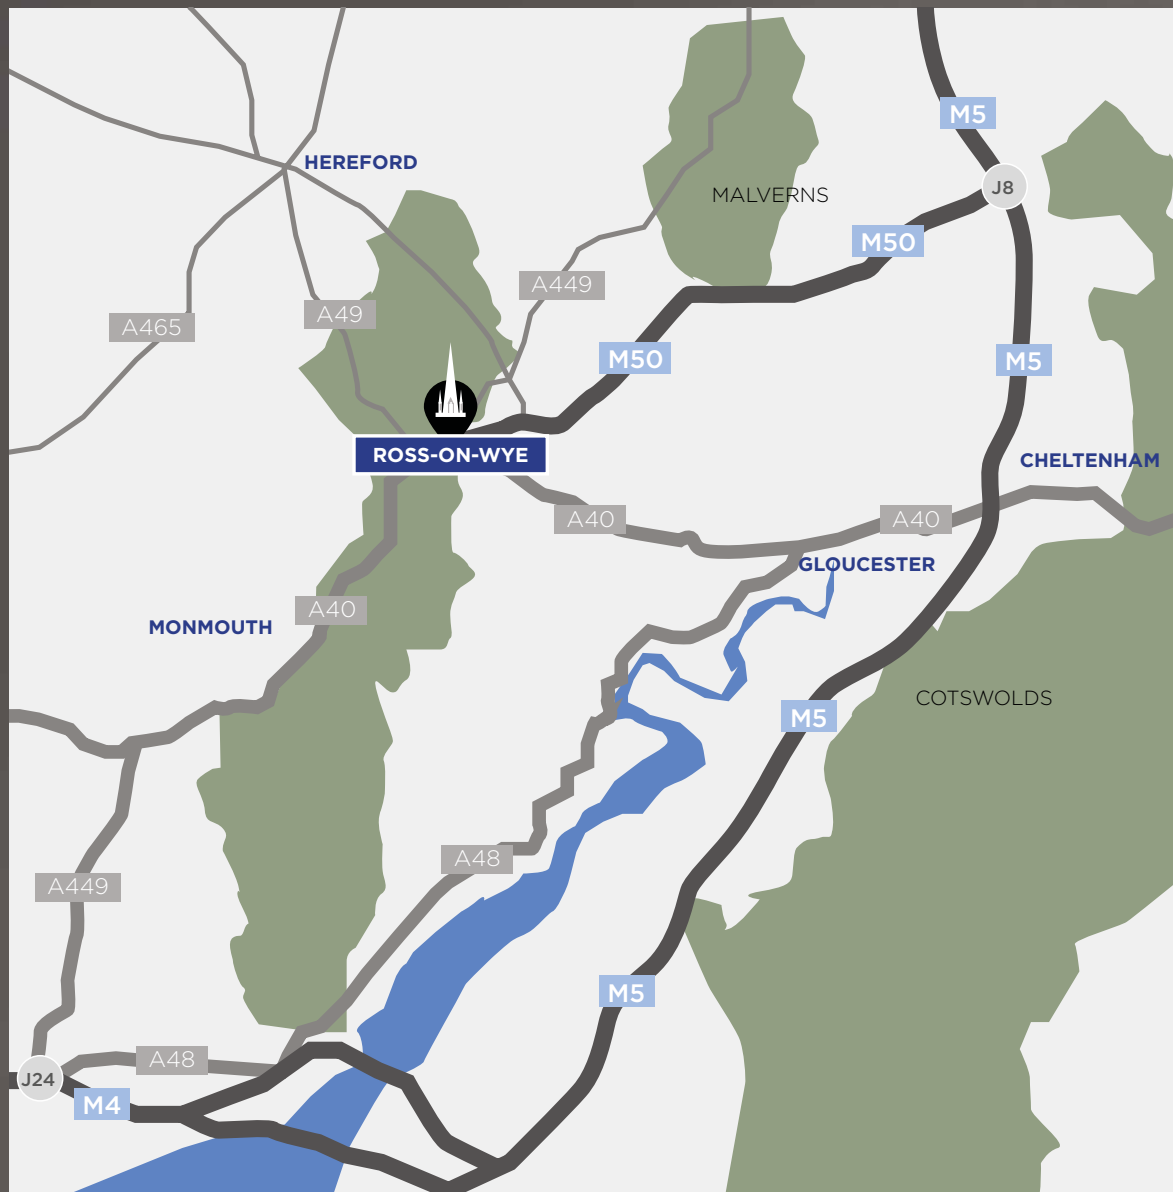 M5
HEREFORD
J8
MALVERNS
M50
A449
A49
A465
M50
M5
ROSS-ON-WYE
CHELTENHAM
A40
A40
GLOUCESTER
A40
MONMOUTH
COTSWOLDS
M5
A48
A449
M5
A48
J24
M4